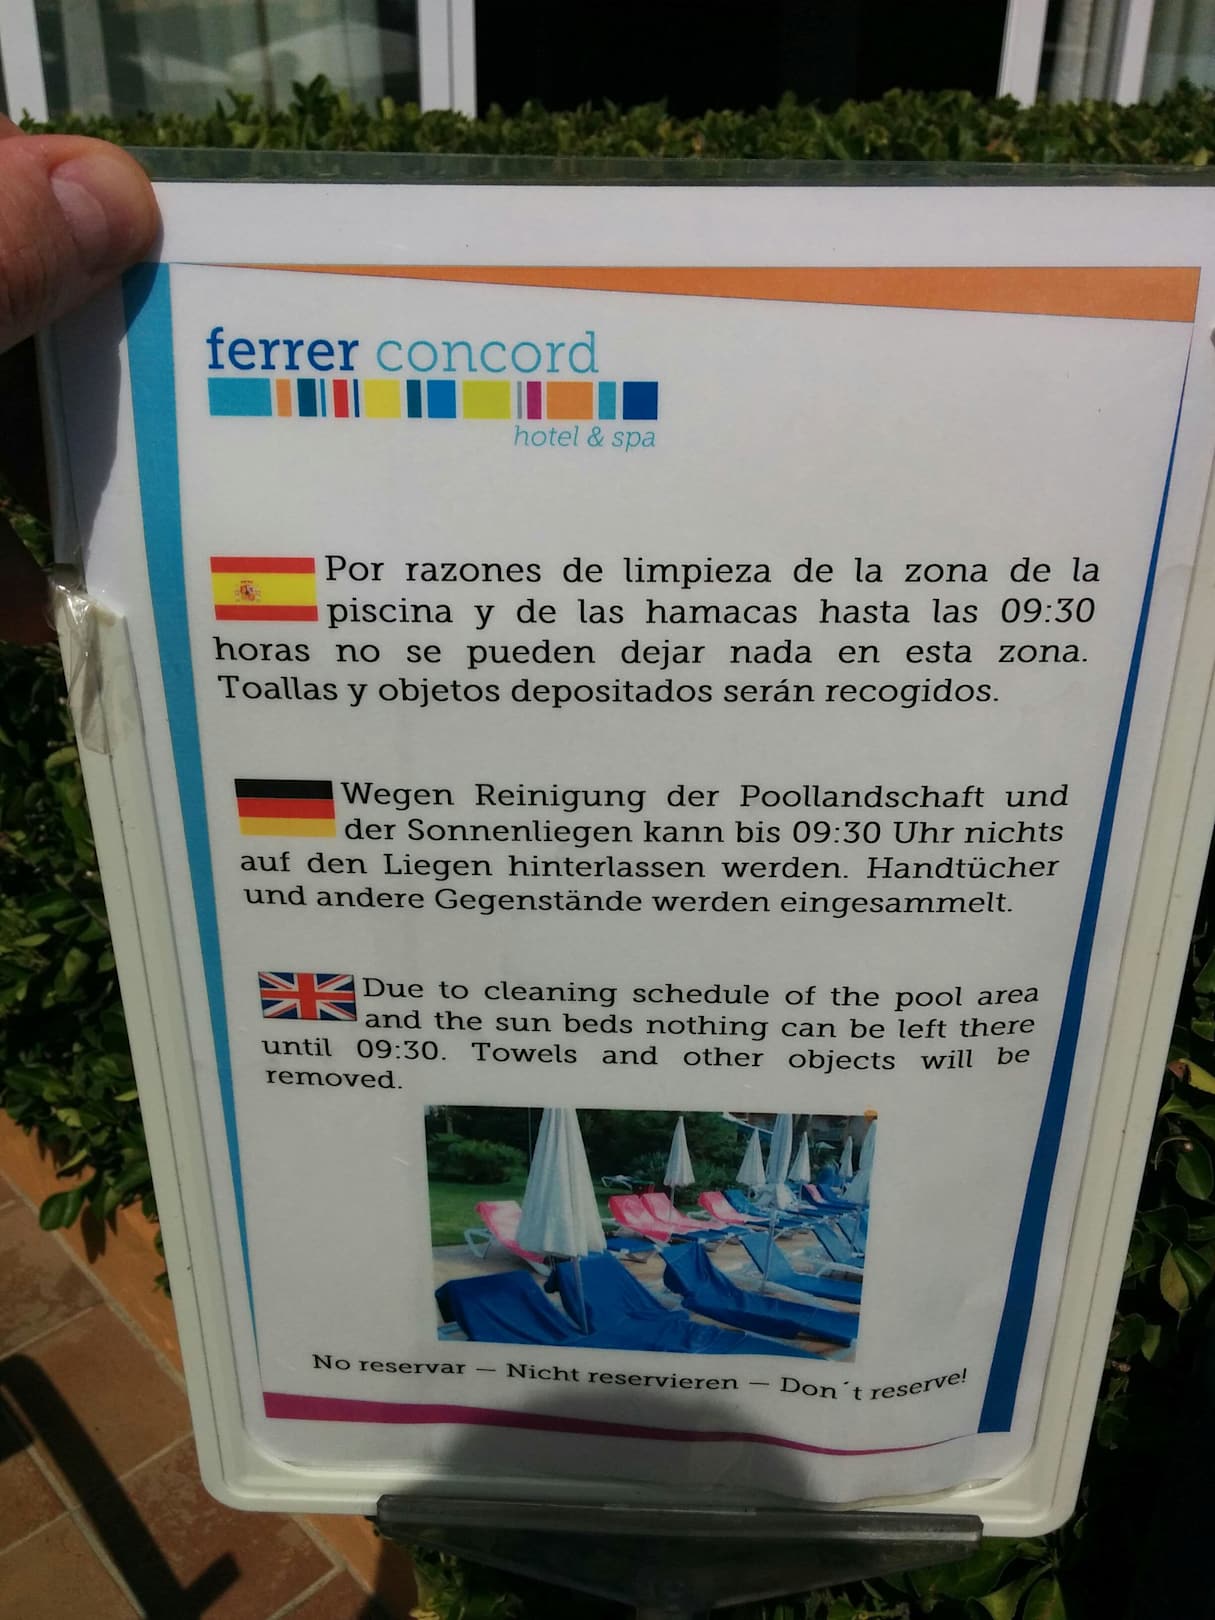 ferrer concord
hotel & spa
Por razones de limpieza de la zona de la
piscina y de las hamacas hasta las 09:30
horas no se pueden dejar nada en esta zona.
Toallas y objetos depositados serán recogidos.
Wegen Reinigung der Poollandschaft und
der Sonnenliegen kann bis 09:30 Uhr nichts
auf den Liegen hinterlassen werden. Handtücher
und andere Gegenstände werden eingesammelt.
Due to cleaning schedule of the pool area
and the sun beds nothing can be left there
until 09:30. Towels and other objects will be
removed.
No reservar – Nicht reservieren – Don´t reserve!